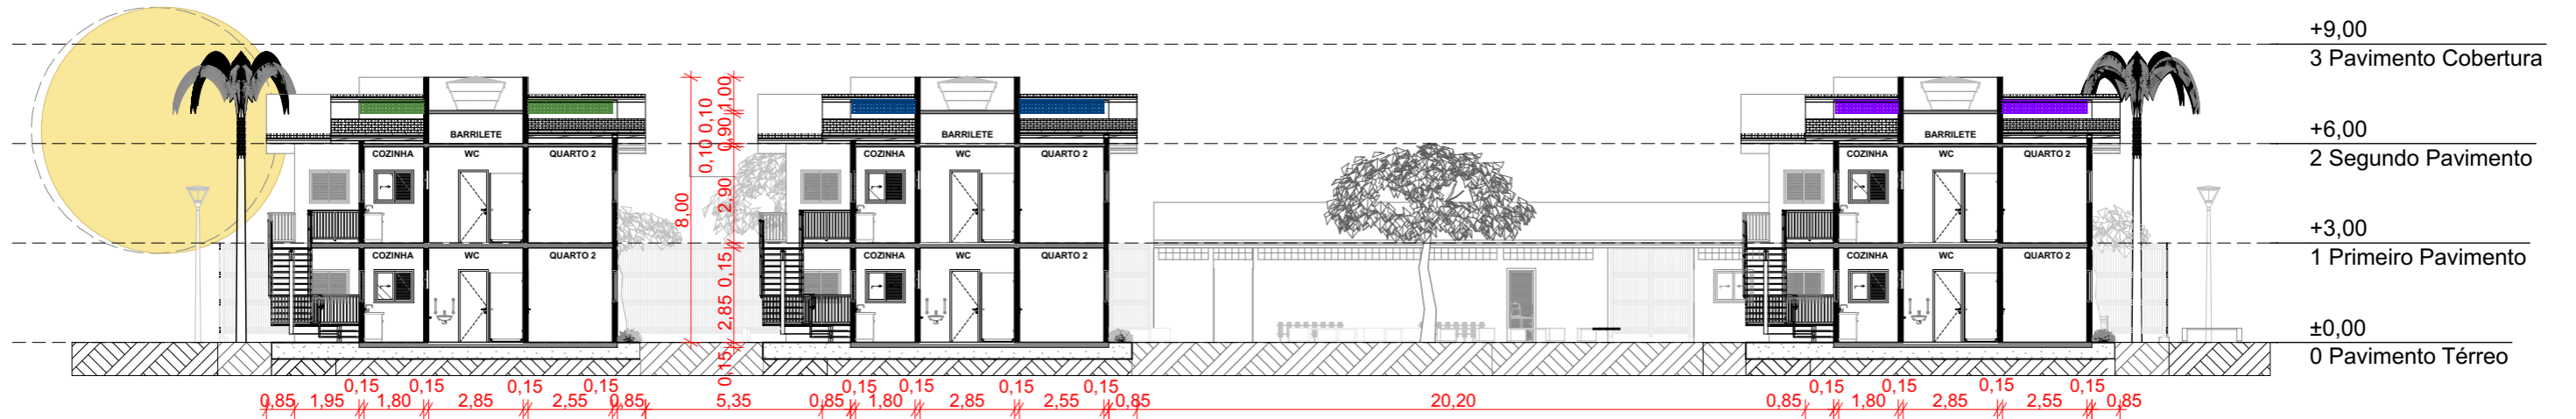 +9,00
3 Pavimento Cobertura
+6,00
2 Segundo Pavimento
+3,00
1 Primeiro Pavimento
±0,00
0 Pavimento Térreo
BARRILETE BARRILETE BARRILETE
COZINHA WC QUARTO 2 COZINHA WC QUARTO 2 COZINHA WC QUARTO 2
COZINHA WC QUARTO 2 COZINHA WC QUARTO 2 COZINHA WC QUARTO 2
8,00
0,10 0,10
0,15 2,85 0,15 2,90 0,10 0,90 1,00
0,15 0,15 0,15 0,15 0,15 0,15 0,15 0,15 0,15 0,15 0,15 0,15
0,85 1,95 1,80 2,85 2,55 0,85 5,35 0,85 1,80 2,85 2,55 0,85 20,20 0,85 1,80 2,85 2,55 0,85